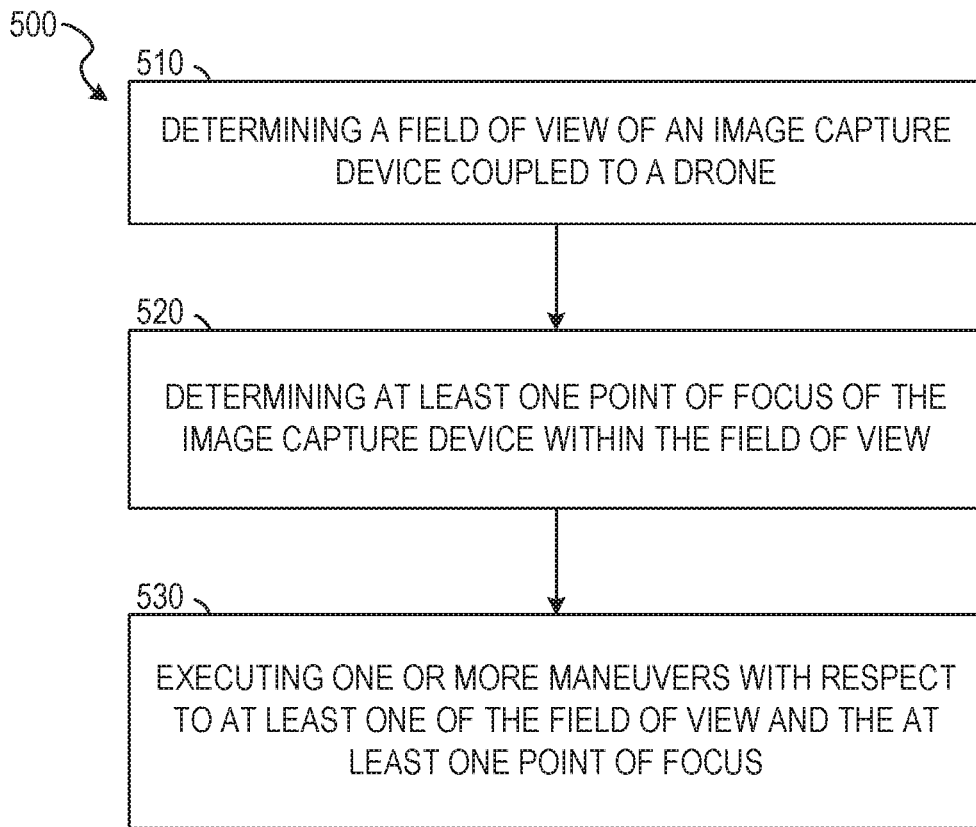 500
510
DETERMINING A FIELD OF VIEW OF AN IMAGE CAPTURE
DEVICE COUPLED TO A DRONE
520
DETERMINING AT LEAST ONE POINT OF FOCUS OF THE
IMAGE CAPTURE DEVICE WITHIN THE FIELD OF VIEW
530
EXECUTING ONE OR MORE MANEUVERS WITH RESPECT
TO AT LEAST ONE OF THE FIELD OF VIEW AND THE AT
LEAST ONE POINT OF FOCUS